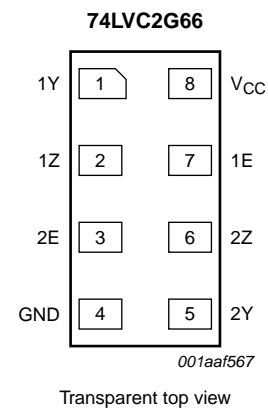 74LVC2G66
1Y 1 8 VCC
1Z 2 7 1E
2E 3 6 2Z
GND 4 5 2Y
001aaf567
Transparent top view